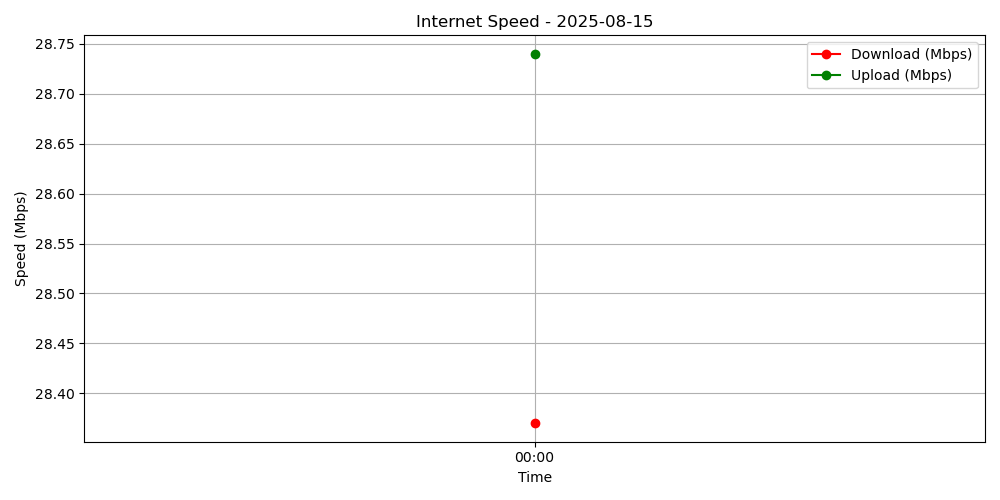 Internet Speed - 2025-08-15
Download (Mbps)
Upload (Mbps)
Speed (Mbps)
28.75
28.70
28.65
28.60
28.55
28.50
28.45
28.40
00:00
Time